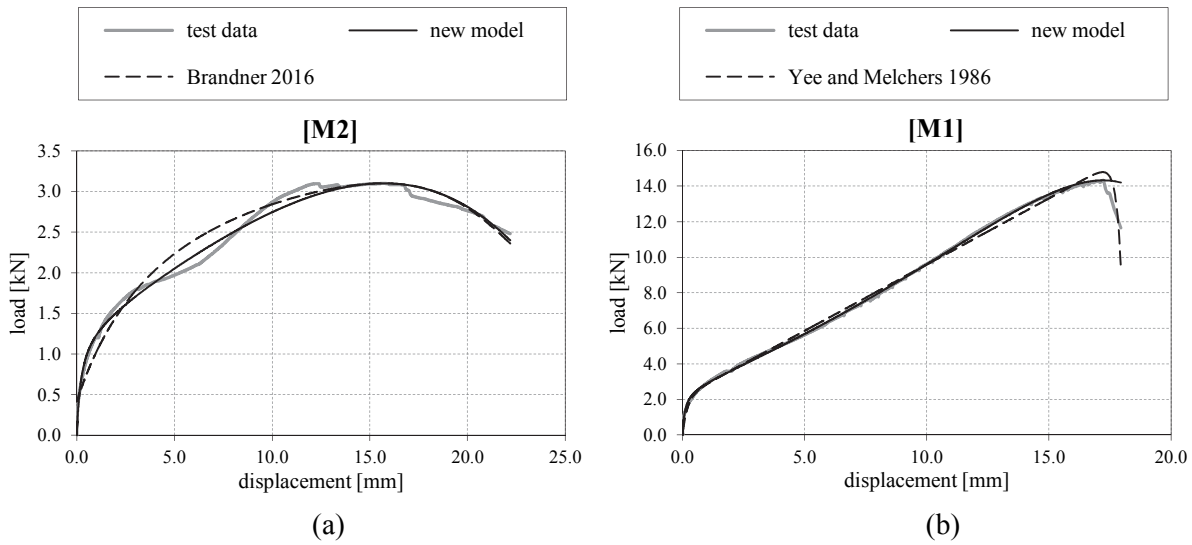 test data
new model
Brandner 2016
[M2]
3.5
3.0
2.5
2.0
1.5
1.0
0.5
0.0
load [kN]
0.0 5.0 10.0 15.0 20.0 25.0
displacement [mm]
(a)
test data
new model
Yee and Melchers 1986
[M1]
16.0
14.0
12.0
10.0
8.0
6.0
4.0
2.0
0.0
load [kN]
0.0 5.0 10.0 15.0 20.0
displacement [mm]
(b)